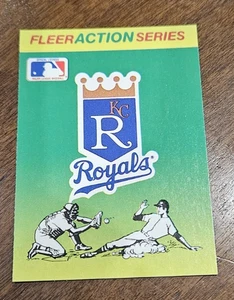 FLEER ACTION SERIES
KC
R
Royals